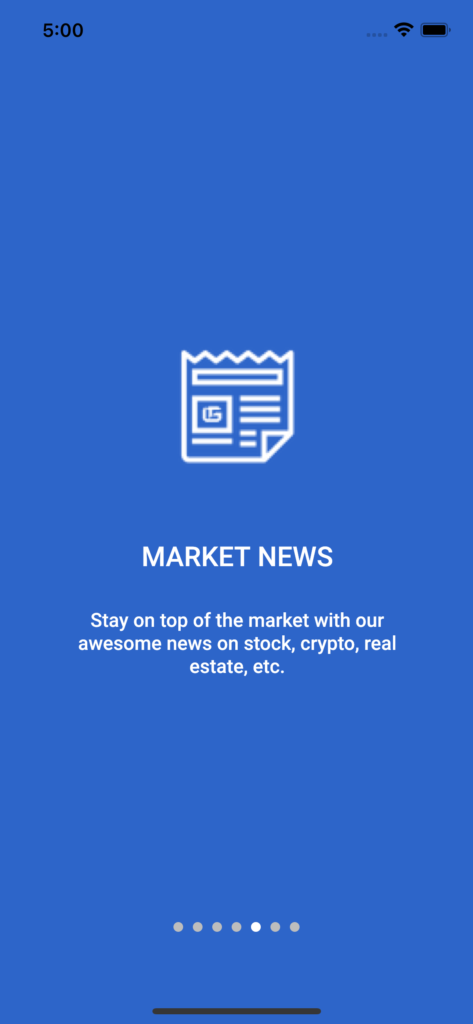 5:00
MARKET NEWS
Stay on top of the market with our
awesome news on stock, crypto, real
estate, etc.